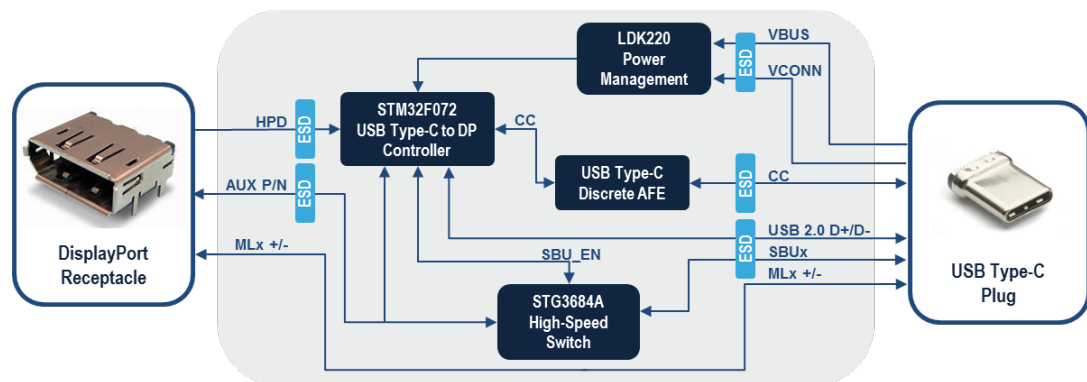 LDK220
Power
Management
ESD
VBUS
VCONN
STM32F072
USB Type-C to DP
Controller
HPD
ESD
CC
USB Type-C
Discrete AFE
ESD
CC
AUX P/N
ESD
DisplayPort
Receptacle
MLx +/-
SBU_EN
ESD
USB 2.0 D+/D-
SBUx
MLx +/-
USB Type-C
Plug
STG3684A
High-Speed
Switch